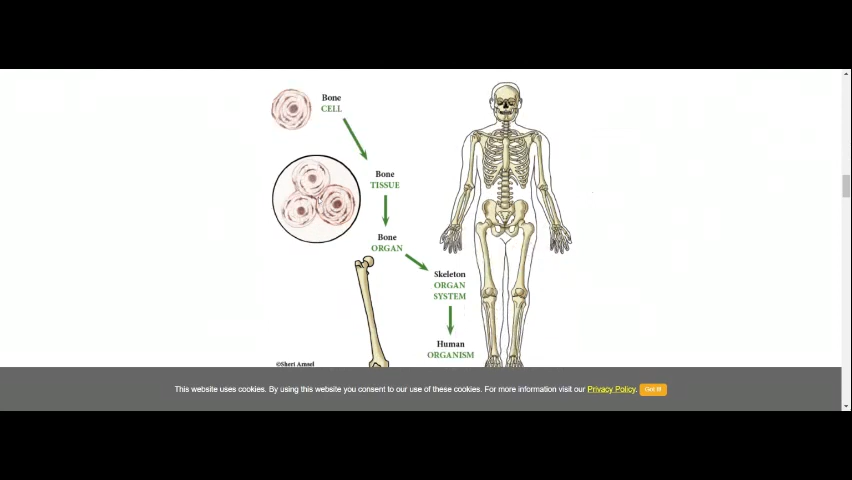 Bone
CELL
Bone
TISSUE
Bone
ORGAN
Skeleton
ORGAN
SYSTEM
Human
ORGANISM
©Sheri Amsel
This website uses cookies. By using this website you consent to our use of these cookies. For more information visit our Privacy Policy. Got It!